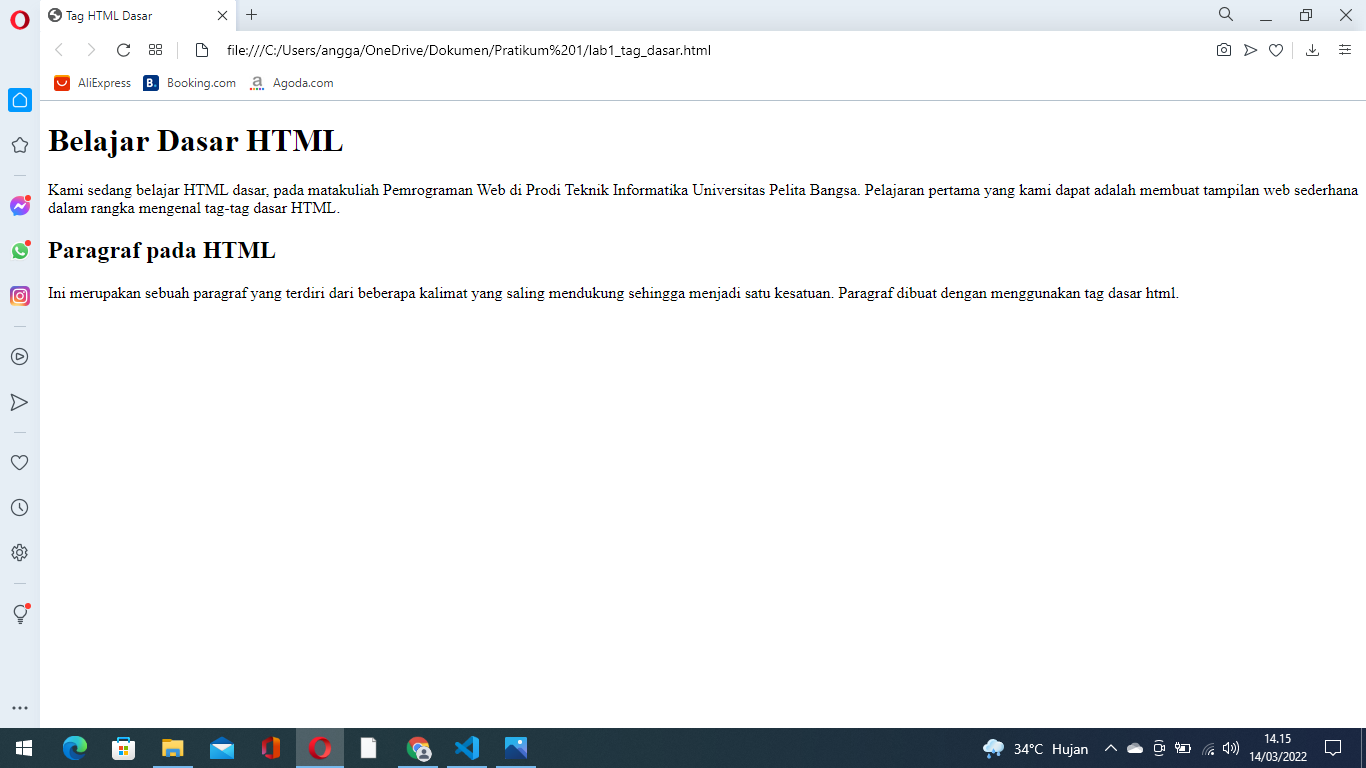 Tag HTML Dasar
file:///C:/Users/angga/OneDrive/Dokumen/Pratikum%201/lab1_tag_dasar.html
AliExpress B. Booking.com a Agoda.com
Belajar Dasar HTML
Kami sedang belajar HTML dasar, pada matakuliah Pemrograman Web di Prodi Teknik Informatika Universitas Pelita Bangsa. Pelajaran pertama yang kami dapat adalah membuat tampilan web sederhana
dalam rangka mengenal tag-tag dasar HTML.
Paragraf pada HTML
Ini merupakan sebuah paragraf yang terdiri dari beberapa kalimat yang saling mendukung sehingga menjadi satu kesatuan. Paragraf dibuat dengan menggunakan tag dasar html.
34°C Hujan
14.15
14/03/2022